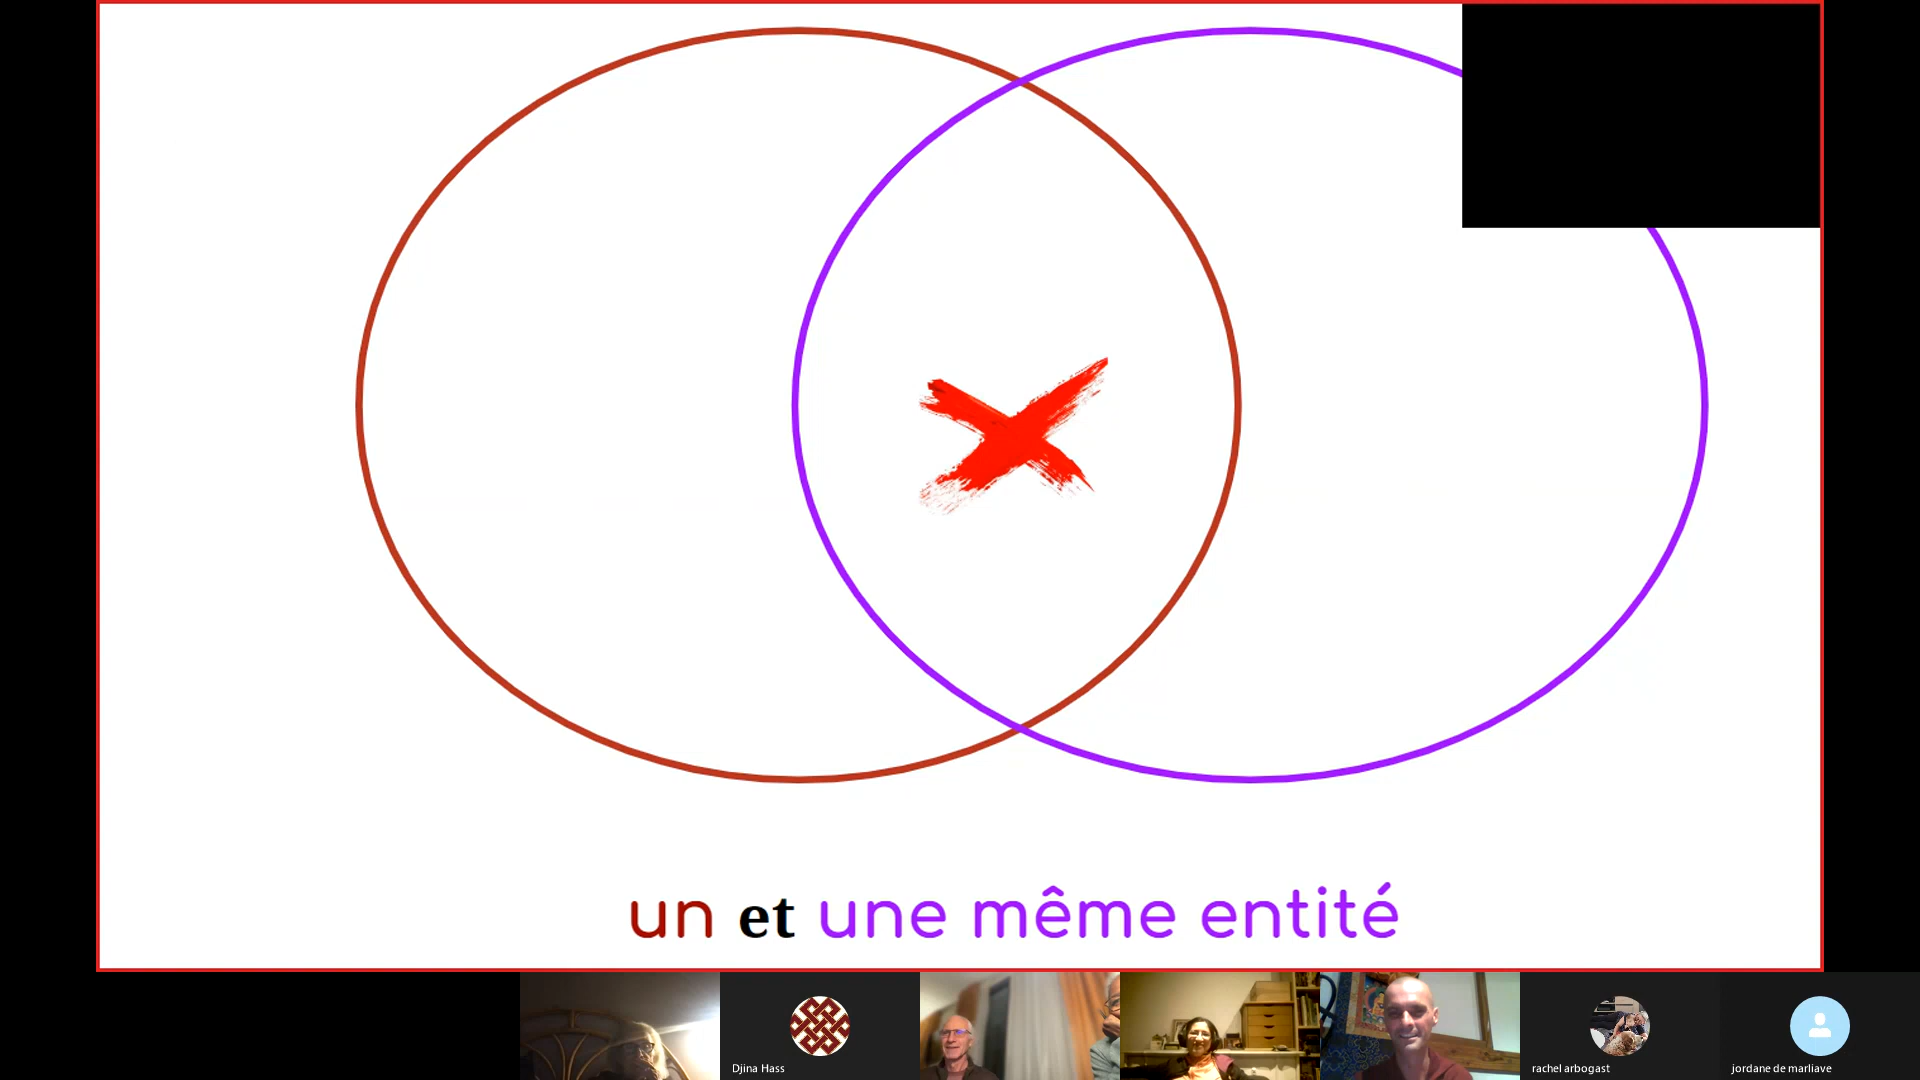 un et une même entité
Djina Hass
rachel arbogast
jordane de marliave